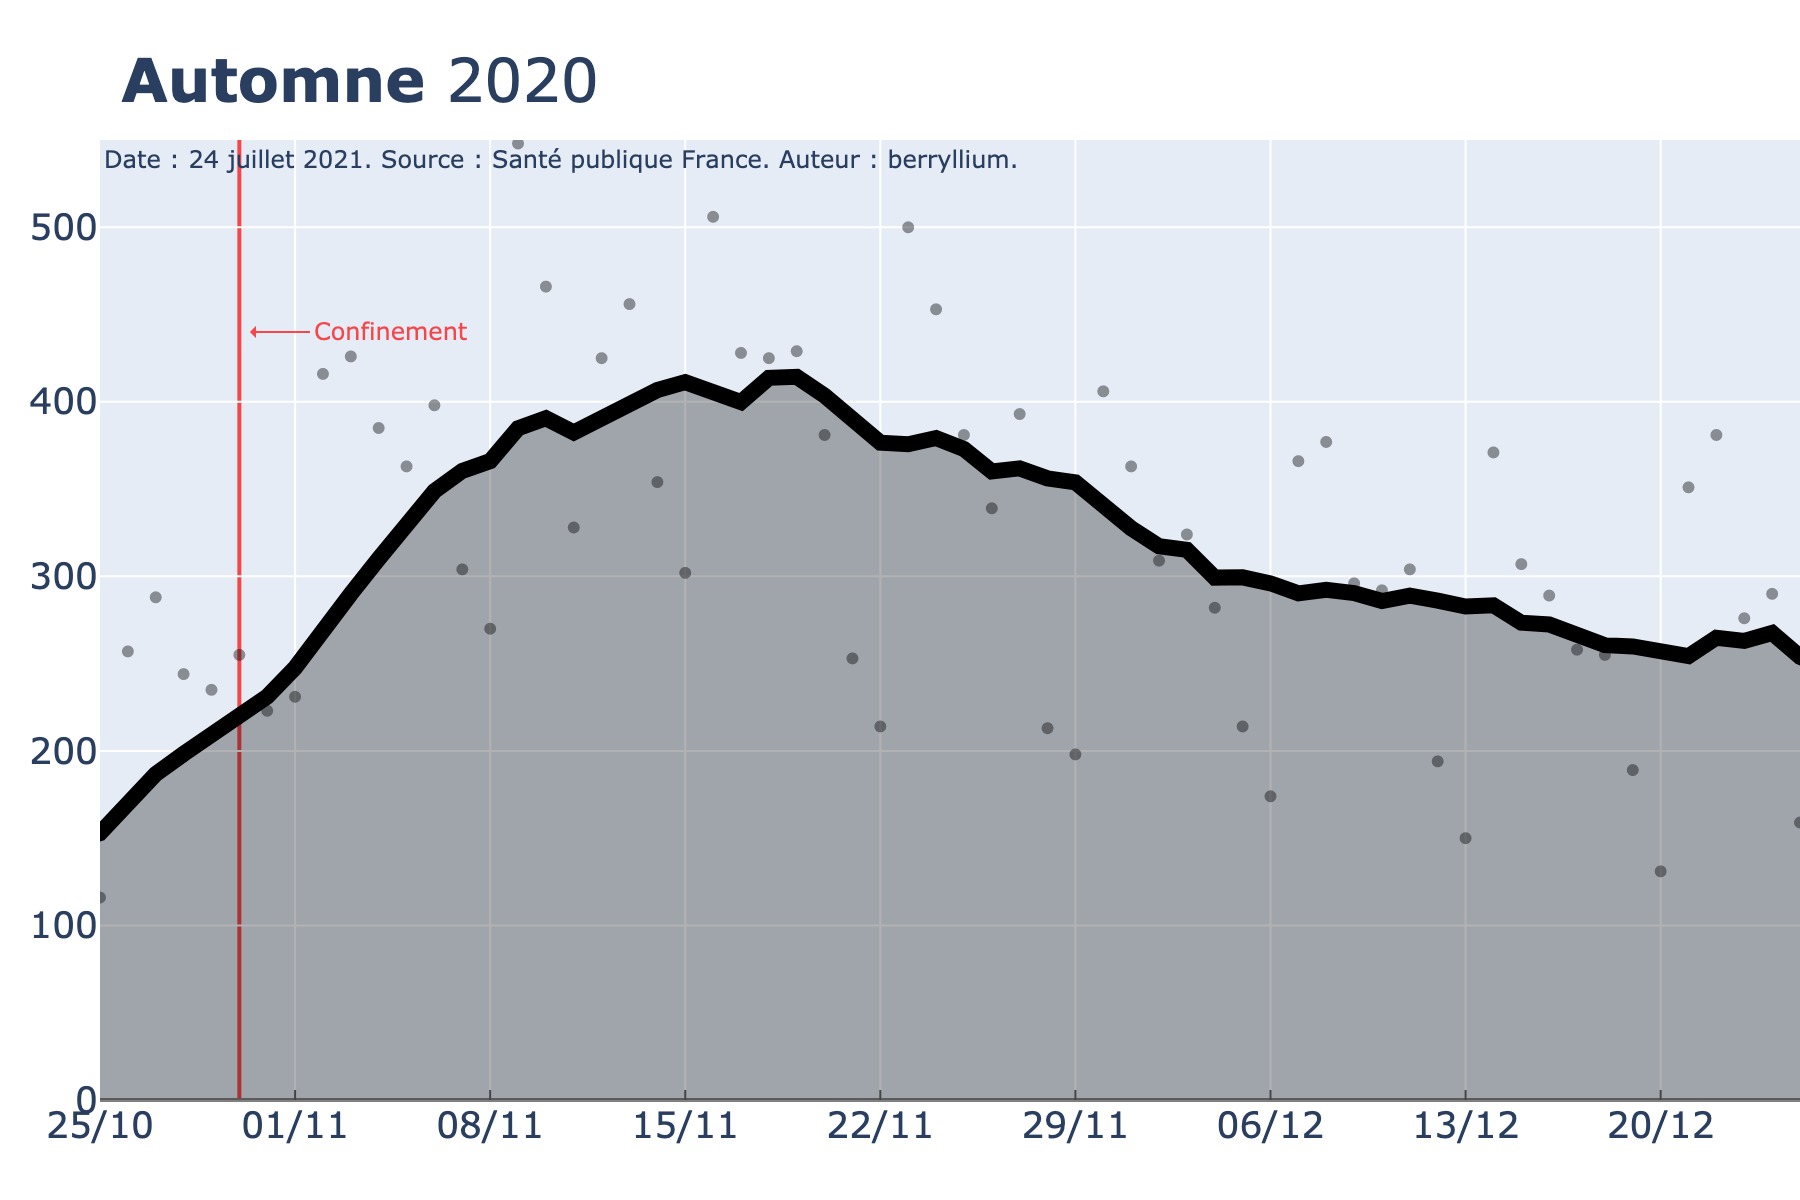 Automne 2020
Date : 24 juillet 2021. Source : Santé publique France. Auteur : berryllium.
500
Confinement
400
300
200
100
0
25/10 01/11 08/11 15/11 22/11 29/11 06/12 13/12 20/12